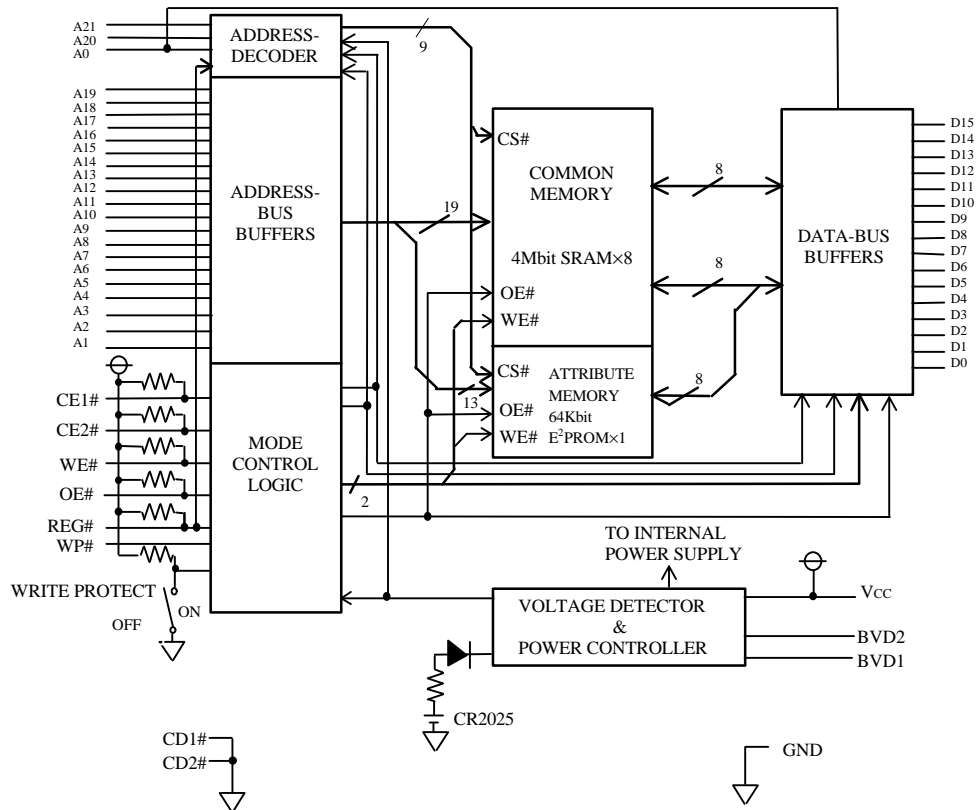 A21
A20
A0
ADDRESS-
DECODER
9
A19
A18
A17
A16
A15
A14
A13
A12
A11
A10
A9
A8
A7
A6
A5
A4
A3
A2
A1
ADDRESS-
BUS
BUFFERS
19
13
CS#
COMMON
MEMORY
4Mbit SRAM×8
OE#
WE#
CS#
ATTRIBUTE
MEMORY
64Kbit
E²PROM×1
OE#
WE#
8
8
8
DATA-BUS
BUFFERS
D15
D14
D13
D12
D11
D10
D9
D8
D7
D6
D5
D4
D3
D2
D1
D0
CE1#
CE2#
WE#
OE#
REG#
WP#
MODE
CONTROL
LOGIC
2
WRITE PROTECT
ON
OFF
TO INTERNAL
POWER SUPPLY
VOLTAGE DETECTOR
&
POWER CONTROLLER
VCC
BVD2
BVD1
CR2025
CD1#
CD2#
GND